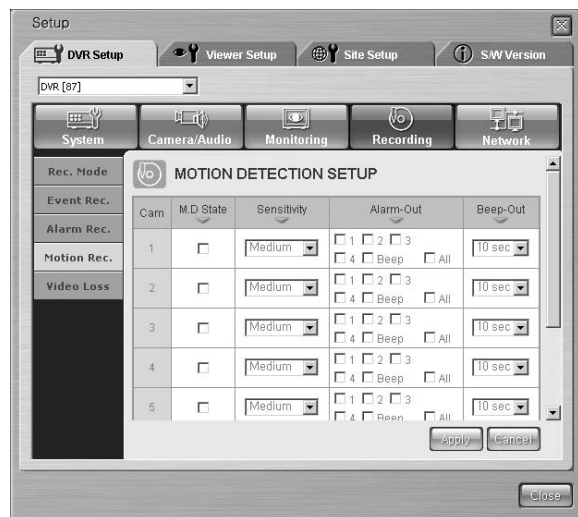 Setup
DVR Setup Viewer Setup Site Setup S/W Version
DVR [87]
System Camera/Audio Monitoring Recording Network
Rec. Mode
Event Rec.
Alarm Rec.
Motion Rec.
Video Loss
MOTION DETECTION SETUP
Cam M.D State Sensitivity Alarm-Out Beep-Out
1 Medium 1 2 3 10 sec
4 Beep All
2 Medium 1 2 3 10 sec
4 Beep All
3 Medium 1 2 3 10 sec
4 Beep All
4 Medium 1 2 3 10 sec
4 Beep All
5 Medium 1 2 3 10 sec
4 Beep All
Apply Cancel
Close